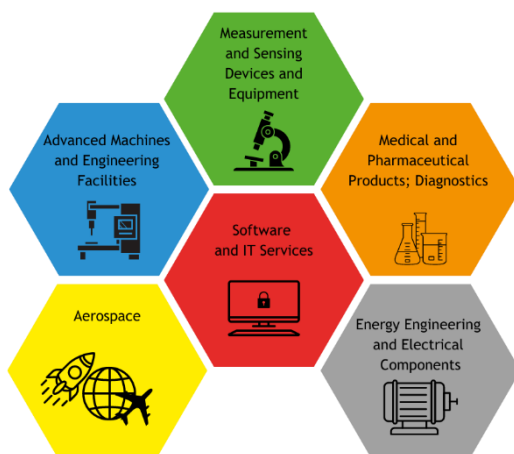 Measurement
and Sensing
Devices and
Equipment
Advanced Machines
and Engineering
Facilities
Medical and
Pharmaceutical
Products; Diagnostics
Software
and IT Services
Aerospace
Energy Engineering
and Electrical
Components